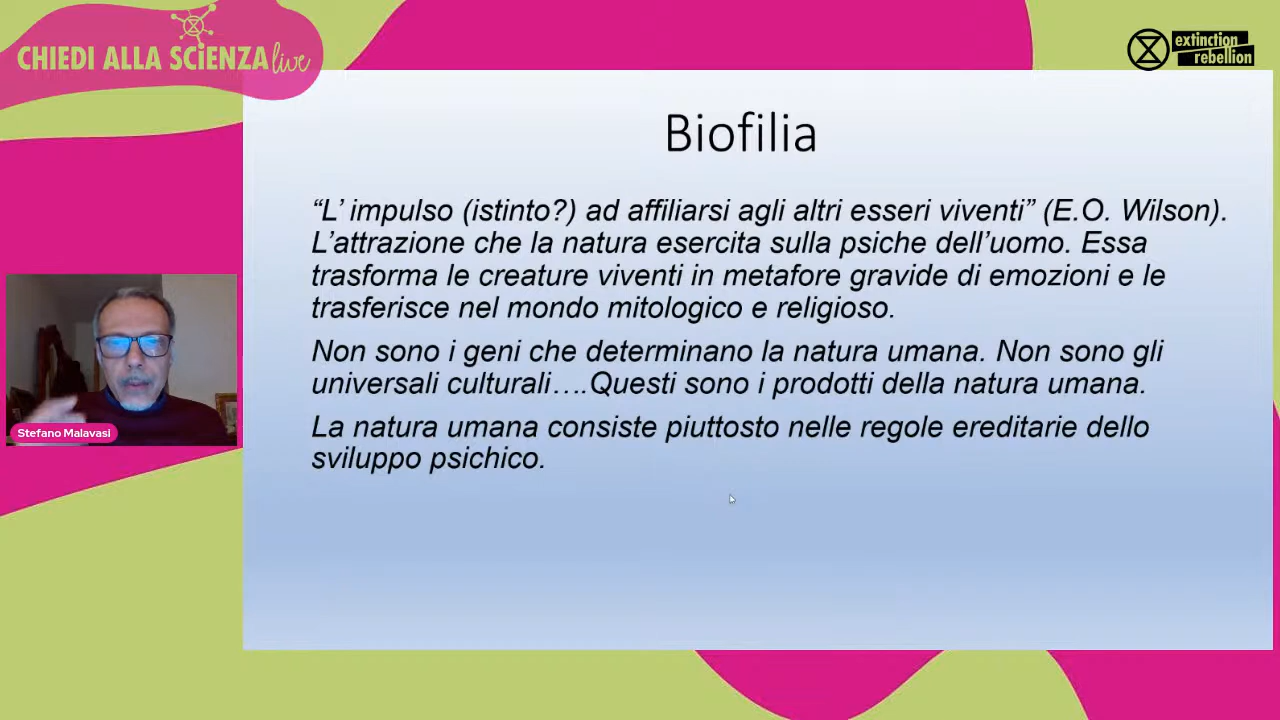 CHIEDI ALLA SCIENZA live
extinction
rebellion
Biofilia
“L’ impulso (istinto?) ad affiliarsi agli altri esseri viventi” (E.O. Wilson).
L’attrazione che la natura esercita sulla psiche dell’uomo. Essa
trasforma le creature viventi in metafore gravide di emozioni e le
trasferisce nel mondo mitologico e religioso.
Non sono i geni che determinano la natura umana. Non sono gli
universali culturali….Questi sono i prodotti della natura umana.
La natura umana consiste piuttosto nelle regole ereditarie dello
sviluppo psichico.
Stefano Malavasi